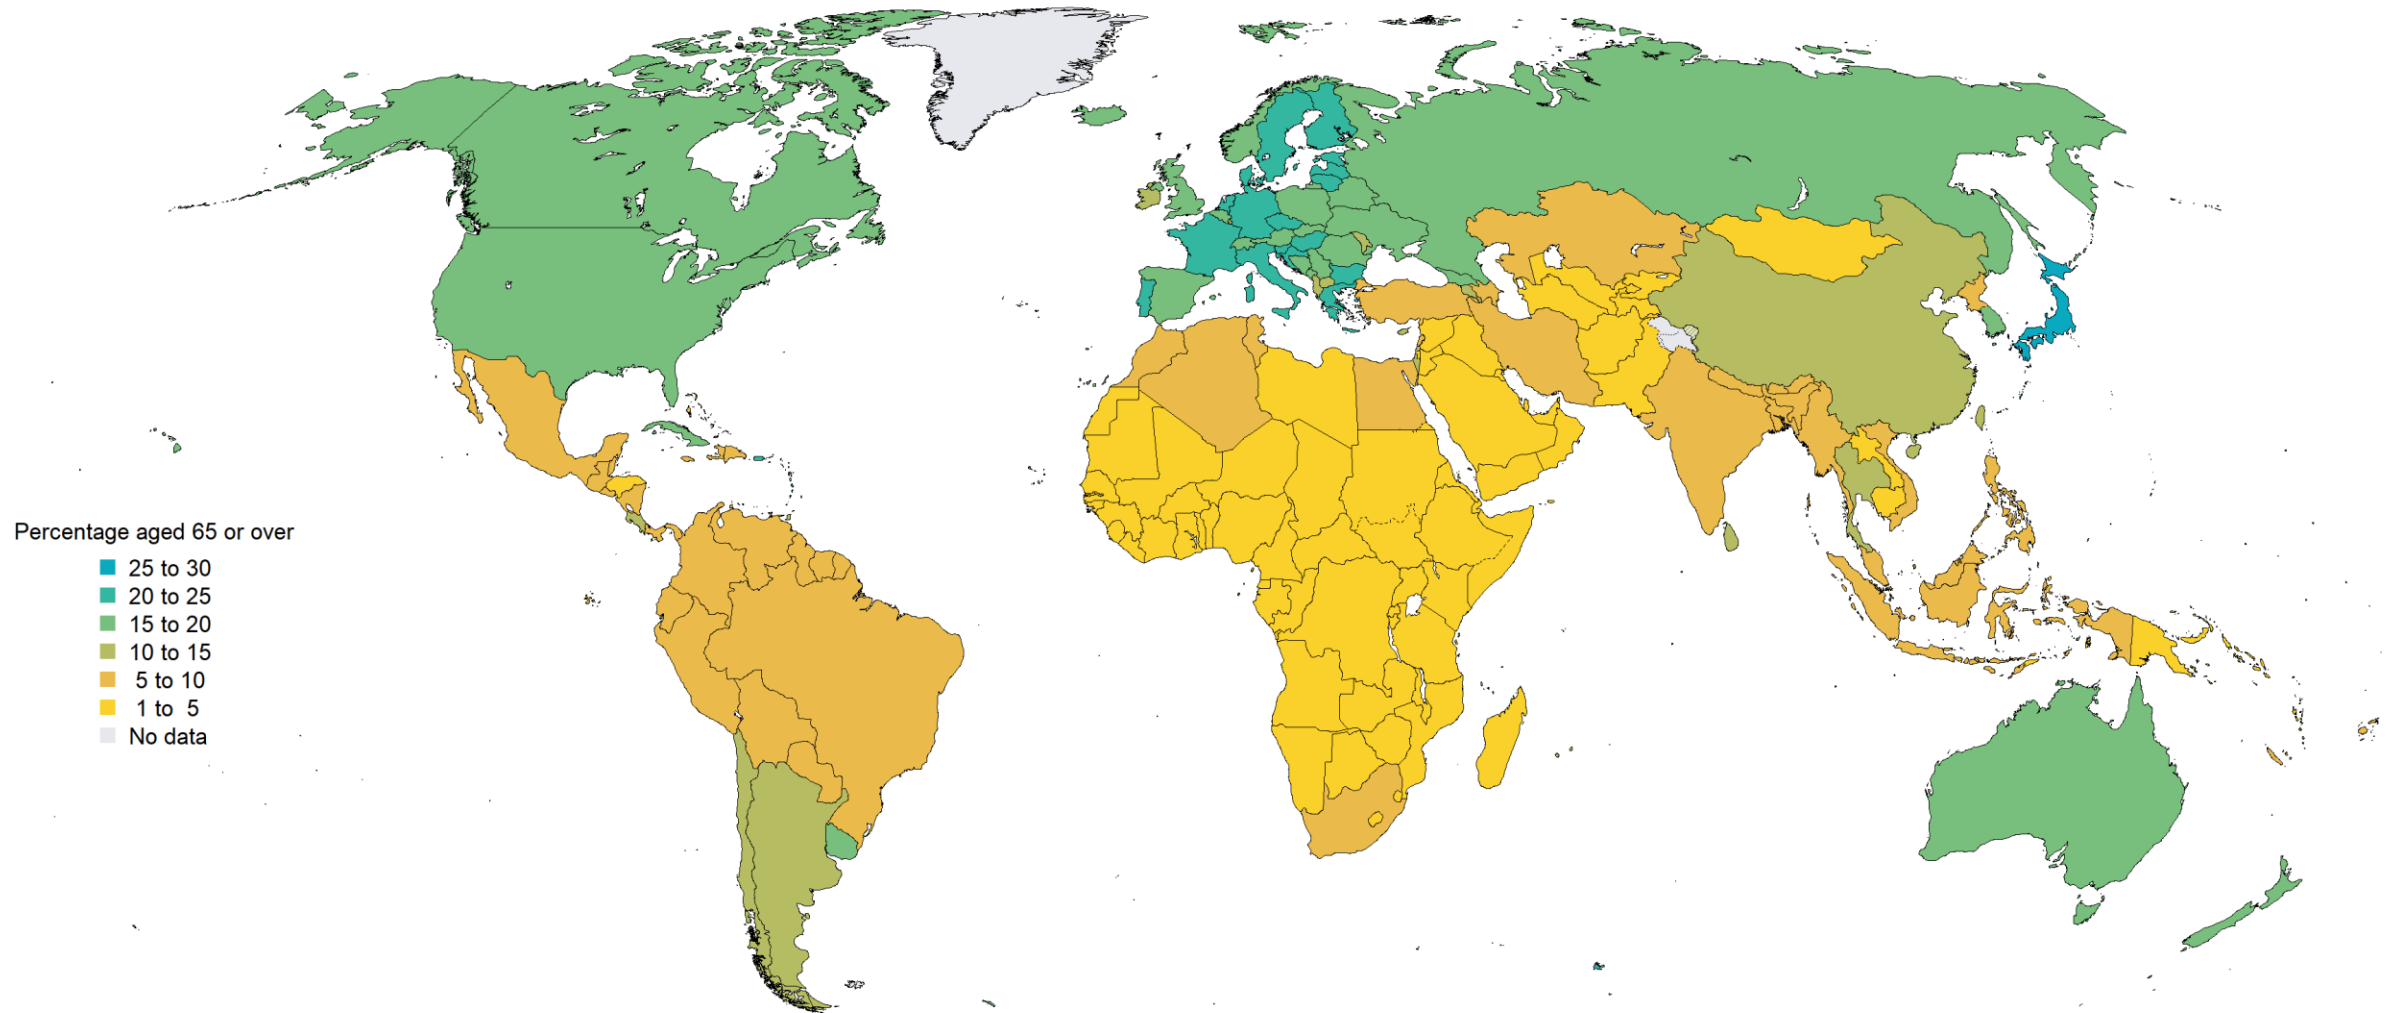 Percentage aged 65 or over
25 to 30
20 to 25
15 to 20
10 to 15
5 to 10
1 to 5
No data